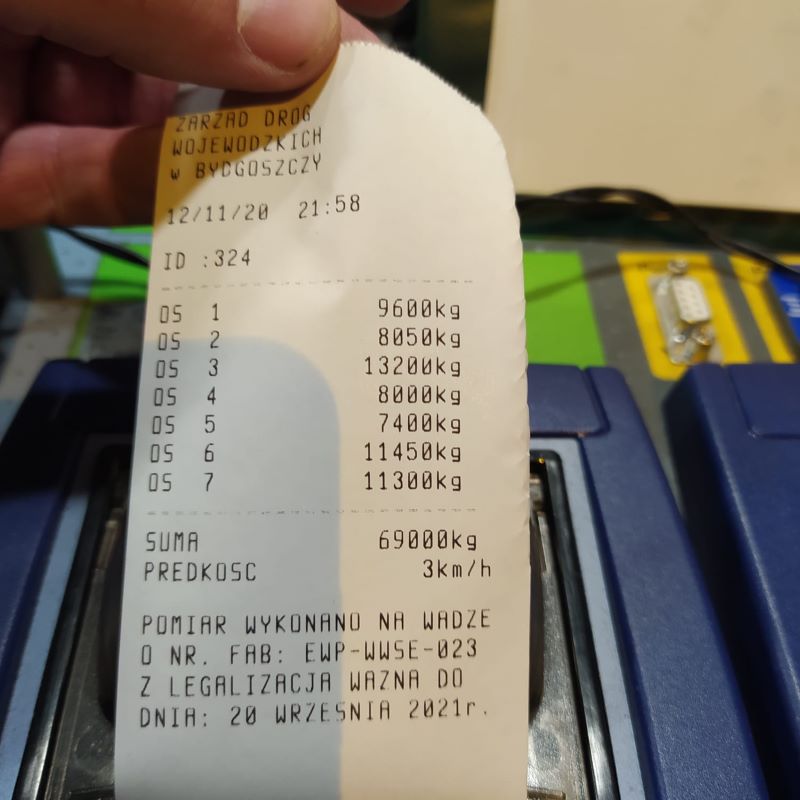 ZARZAD DROG
WOJEWODZKICH
w BYDGOSZCZY
12/11/20 21:58
ID :324
OS 1 9600kg
OS 2 8050kg
OS 3 13200kg
OS 4 8000kg
OS 5 7400kg
OS 6 11450kg
OS 7 11300kg
SUMA 69000kg
PREDKOSC 3km/h
POMIAR WYKONANO NA WADZE
O NR. FAB: EWP-WWSE-023
Z LEGALIZACJA WAZNA DO
DNIA: 20 WRZESNIA 2021r.